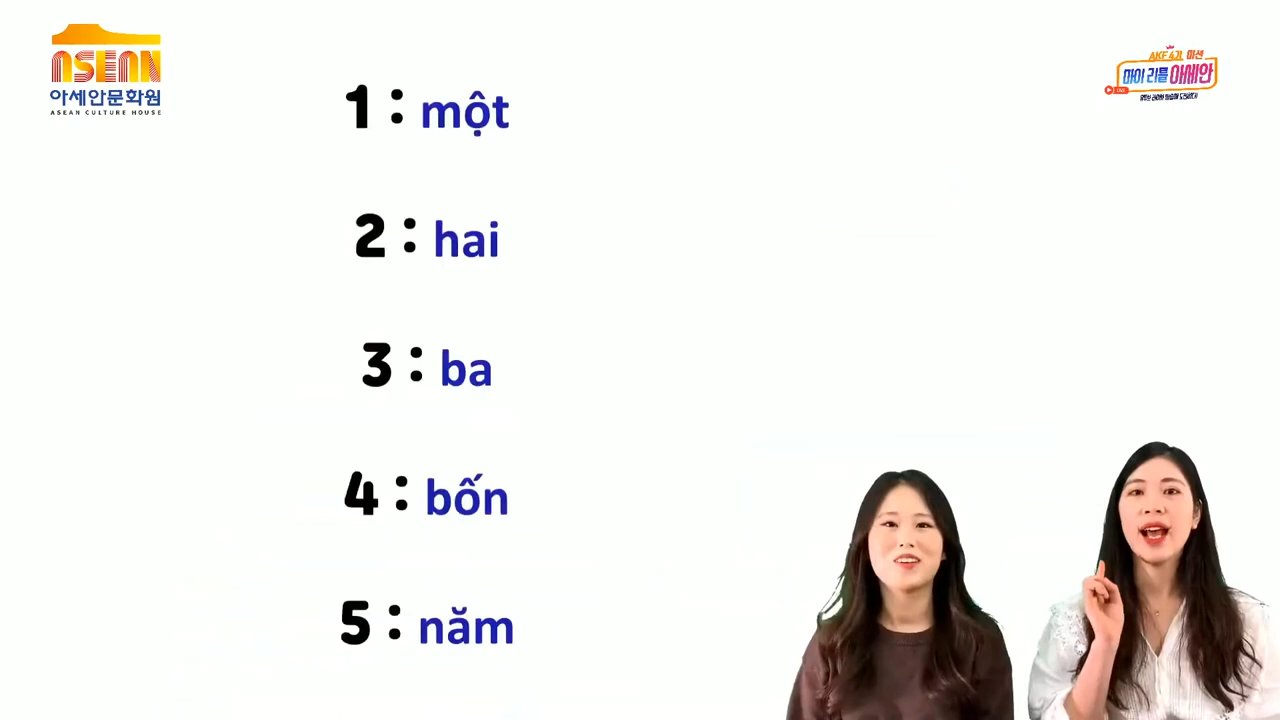 ASEAN
아세안문화원
ASEAN CULTURE HOUSE
AKF 4기 미션
마이 리틀 아세안
LIVE
1 : một
2 : hai
3 : ba
4 : bốn
5 : năm